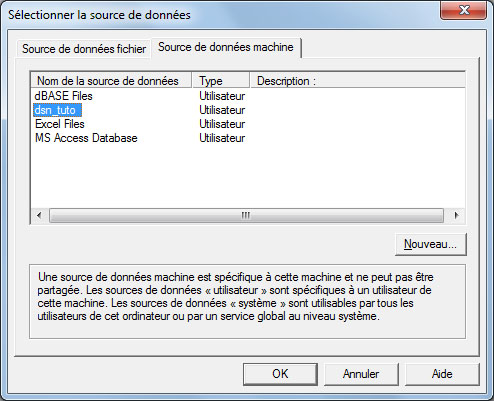 Sélectionner la source de données
Source de données fichier Source de données machine
Nom de la source de données Type Description :
dBASE Files Utilisateur
dsn_tuto Utilisateur
Excel Files Utilisateur
MS Access Database Utilisateur
Nouveau...
Une source de données machine est spécifique à cette machine et ne peut pas être
partagée. Les sources de données « utilisateur » sont spécifiques à un utilisateur de
cette machine. Les sources de données « système » sont utilisables par tous les
utilisateurs de cet ordinateur ou par un service global au niveau système.
OK Annuler Aide